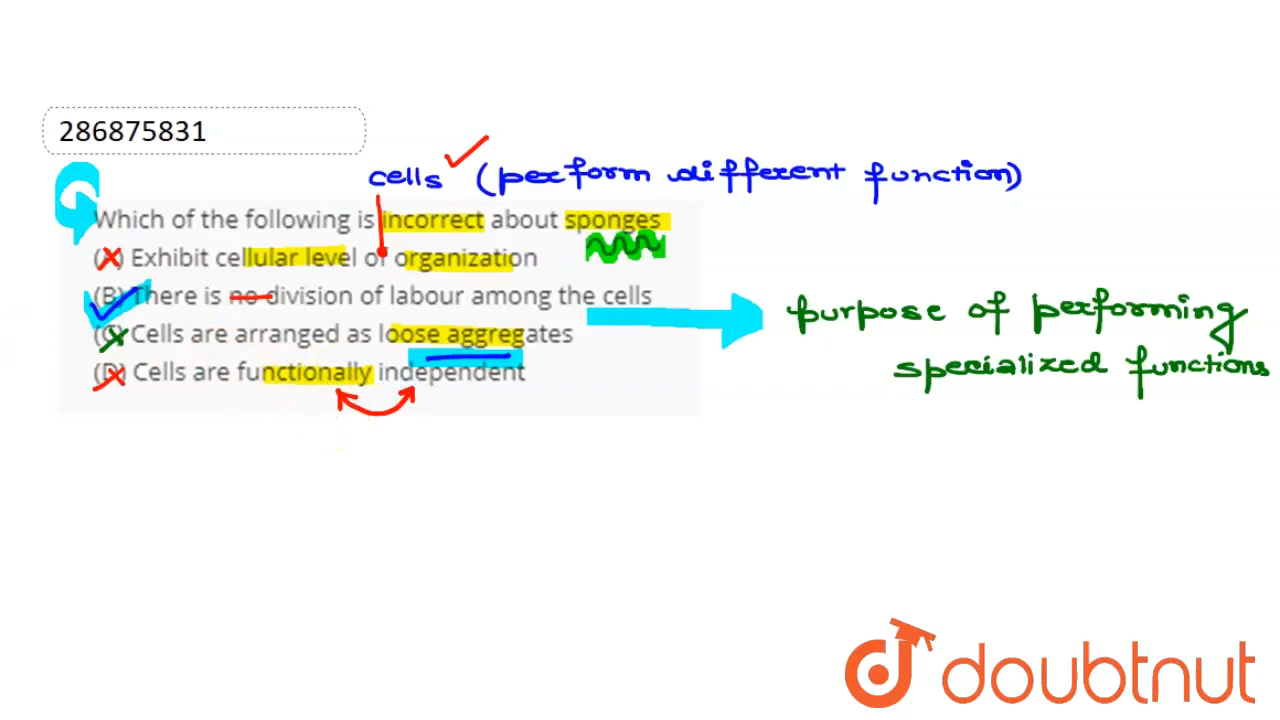 286875831
cells (perform different function)
Which of the following is incorrect about sponges
(A) Exhibit cellular level of organization
(B) There is no division of labour among the cells
(C) Cells are arranged as loose aggregates
(D) Cells are functionally independent
purpose of performing
specialized functions
doubtnut